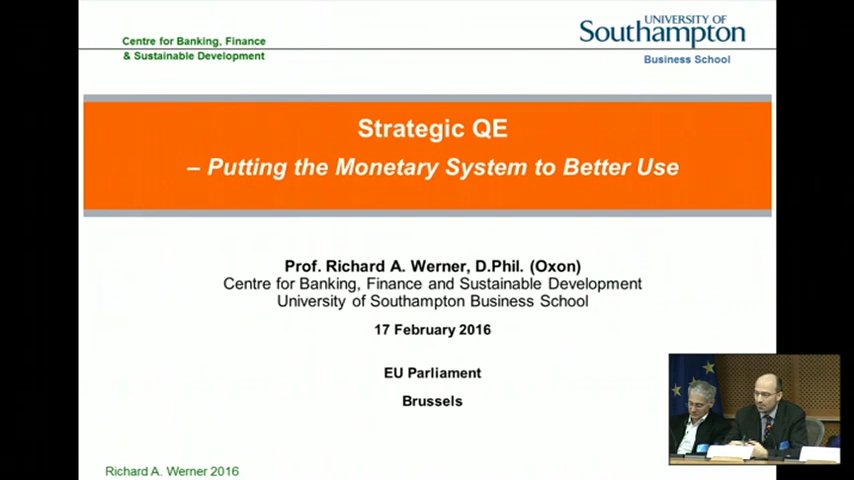 Centre for Banking, Finance
& Sustainable Development
UNIVERSITY OF
Southampton
Business School
Strategic QE
– Putting the Monetary System to Better Use
Prof. Richard A. Werner, D.Phil. (Oxon)
Centre for Banking, Finance and Sustainable Development
University of Southampton Business School
17 February 2016
EU Parliament
Brussels
Richard A. Werner 2016